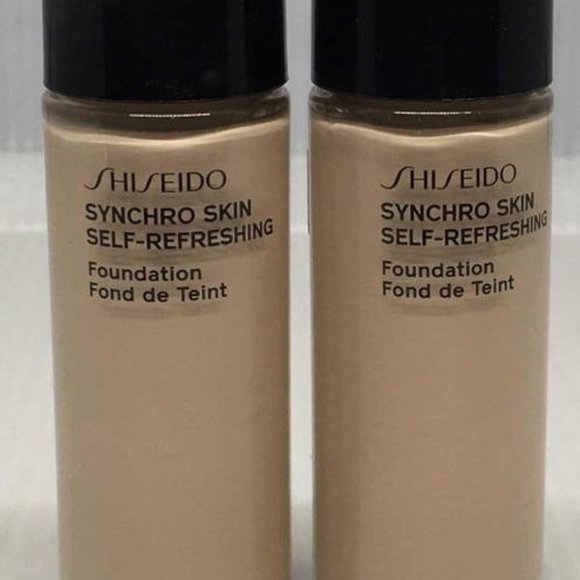 SHISEIDO
SYNCHRO SKIN
SELF-REFRESHING
Foundation
Fond de Teint
SHISEIDO
SYNCHRO SKIN
SELF-REFRESHING
Foundation
Fond de Teint